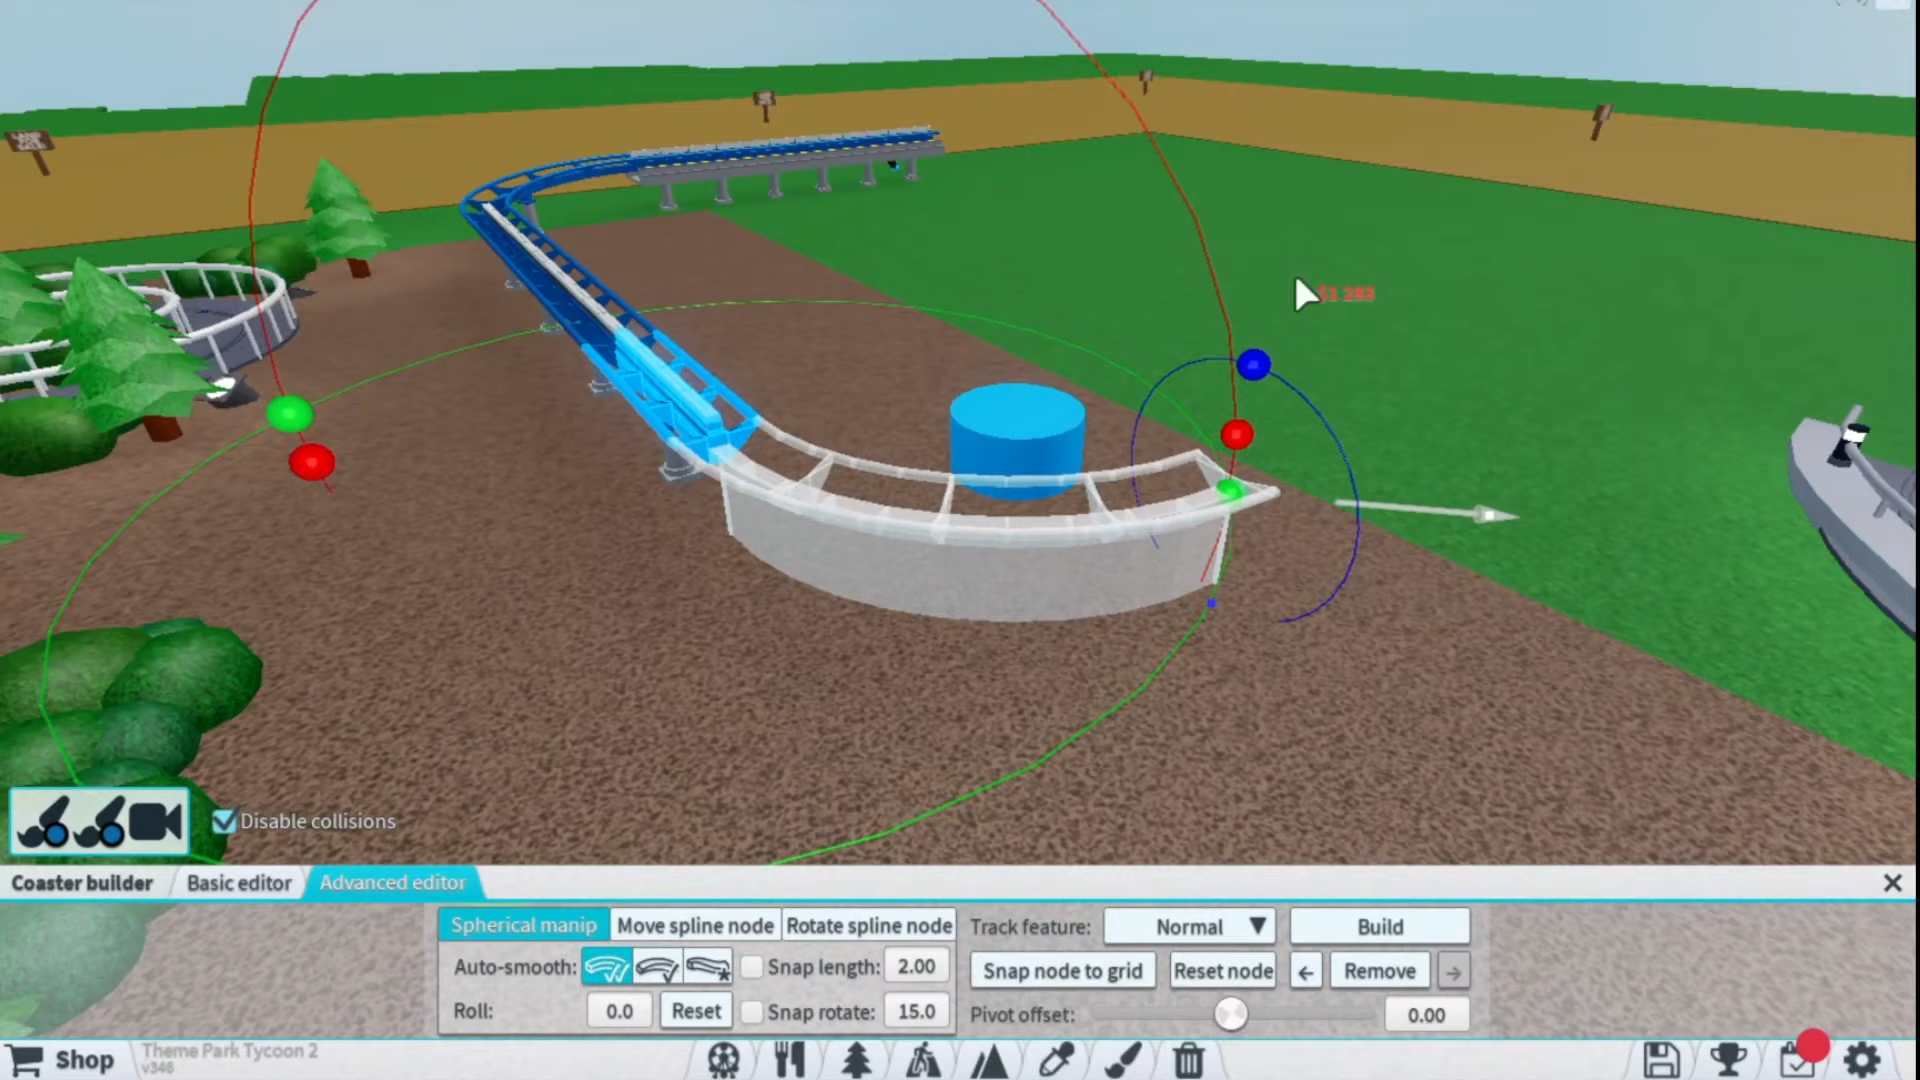 $1 283
Disable collisions
Coaster builder
Basic editor
Advanced editor
Spherical manip
Move spline node
Rotate spline node
Track feature:
Normal
Build
Auto-smooth:
Snap length:
2.00
Snap node to grid
Reset node
Remove
Roll:
0.0
Reset
Snap rotate:
15.0
Pivot offset:
0.00
Shop
Theme Park Tycoon 2
v346